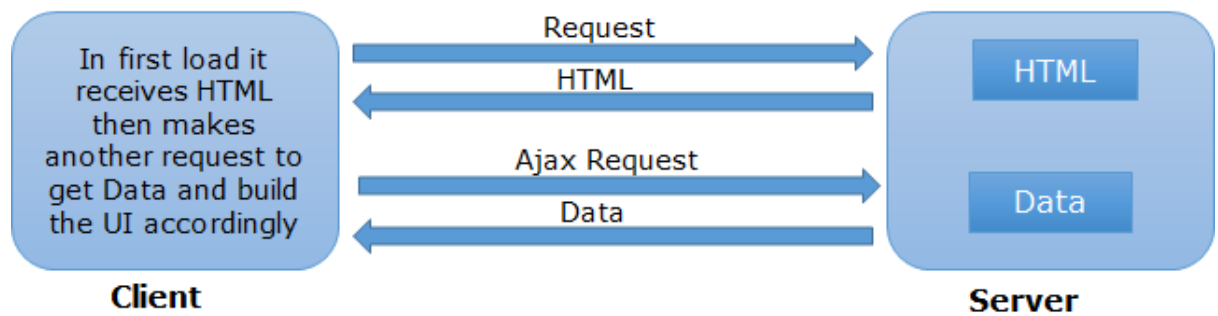 In first load it
receives HTML
then makes
another request to
get Data and build
the UI accordingly
Client
Request
HTML
Ajax Request
Data
HTML
Data
Server